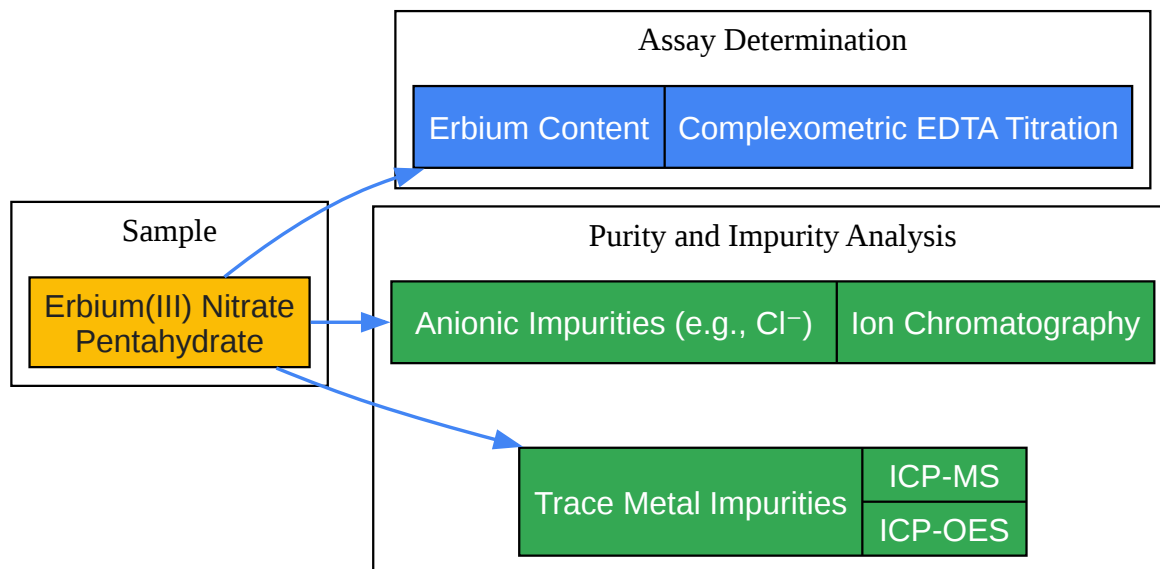 Assay Determination
Erbium Content
Complexometric EDTA Titration
Sample
Erbium(III) Nitrate
Pentahydrate
Purity and Impurity Analysis
Anionic Impurities (e.g., Cl⁻)
Ion Chromatography
Trace Metal Impurities
ICP-MS
ICP-OES